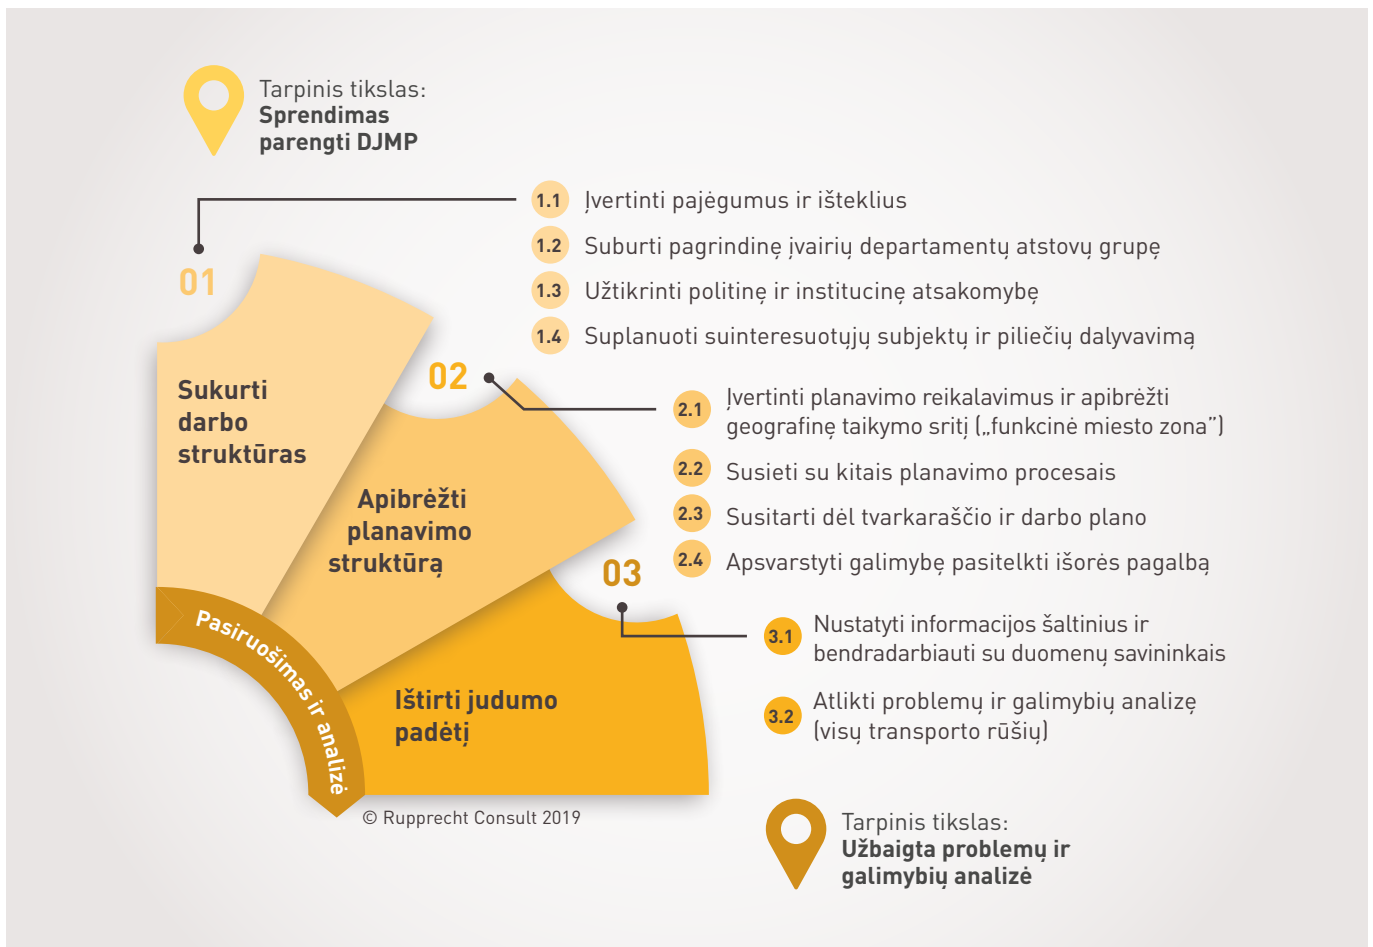 Tarpinis tikslas:
Sprendimas
parengti DJMP
01
Sukurti
darbo
struktūras
1.1 Įvertinti pajėgumus ir išteklius
1.2 Suburti pagrindinę įvairių departamentų atstovų grupę
1.3 Užtikrinti politinę ir institucinę atsakomybę
1.4 Suplanuoti suinteresuotųjų subjektų ir piliečių dalyvavimą
02
Apibrėžti
planavimo
struktūrą
2.1 Įvertinti planavimo reikalavimus ir apibrėžti
geografinę taikymo sritį („funkcinė miesto zona”)
2.2 Susieti su kitais planavimo procesais
2.3 Susitarti dėl tvarkaraščio ir darbo plano
2.4 Apsvarstyti galimybę pasitelkti išorės pagalbą
03
Ištirti judumo
padėtį
3.1 Nustatyti informacijos šaltinius ir
bendradarbiauti su duomenų savininkais
3.2 Atlikti problemų ir galimybių analizę
(visų transporto rūšių)
Pasiruošimas ir analizė
© Rupprecht Consult 2019
Tarpinis tikslas:
Užbaigta problemų ir
galimybių analizė